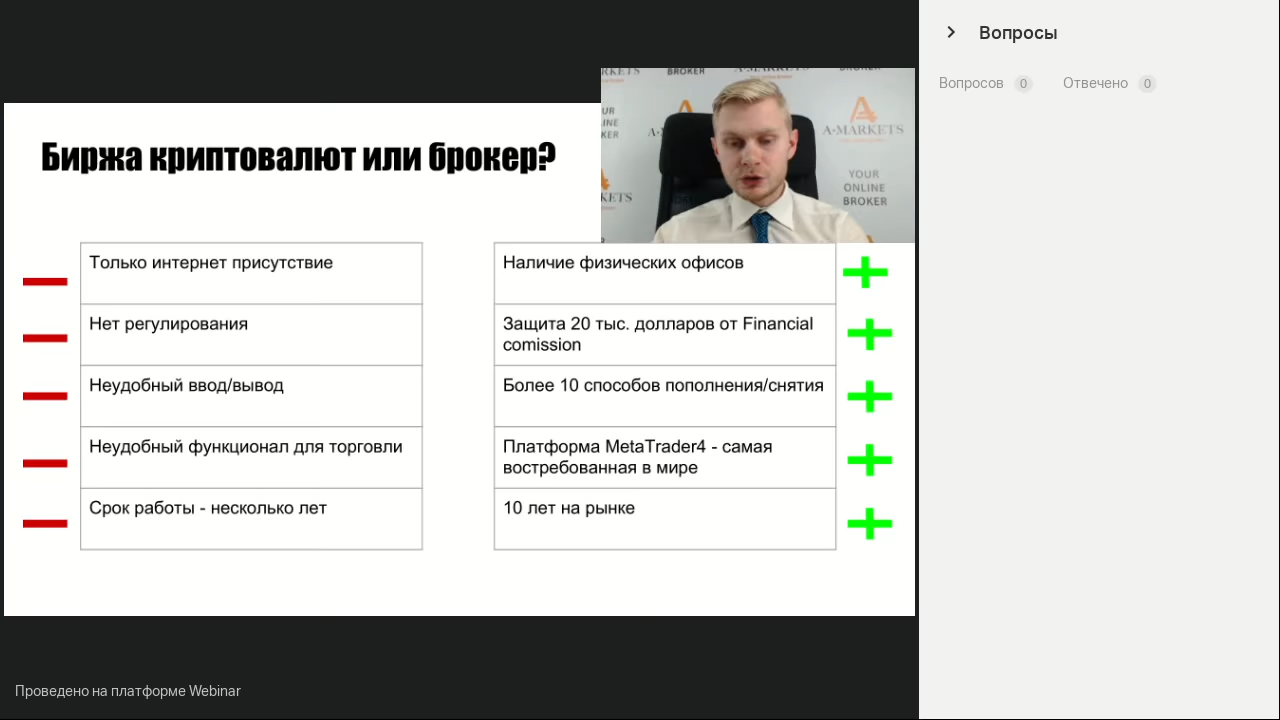 Вопросы
Вопросов 0 Отвечено 0
BROKER
A·MARKETS
YOUR
ONLINE
BROKER
Биржа криптовалют или брокер?
Только интернет присутствие
Нет регулирования
Неудобный ввод/вывод
Неудобный функционал для торговли
Срок работы - несколько лет
Наличие физических офисов
Защита 20 тыс. долларов от Financial
comission
Более 10 способов пополнения/снятия
Платформа MetaTrader4 - самая
востребованная в мире
10 лет на рынке
Проведено на платформе Webinar